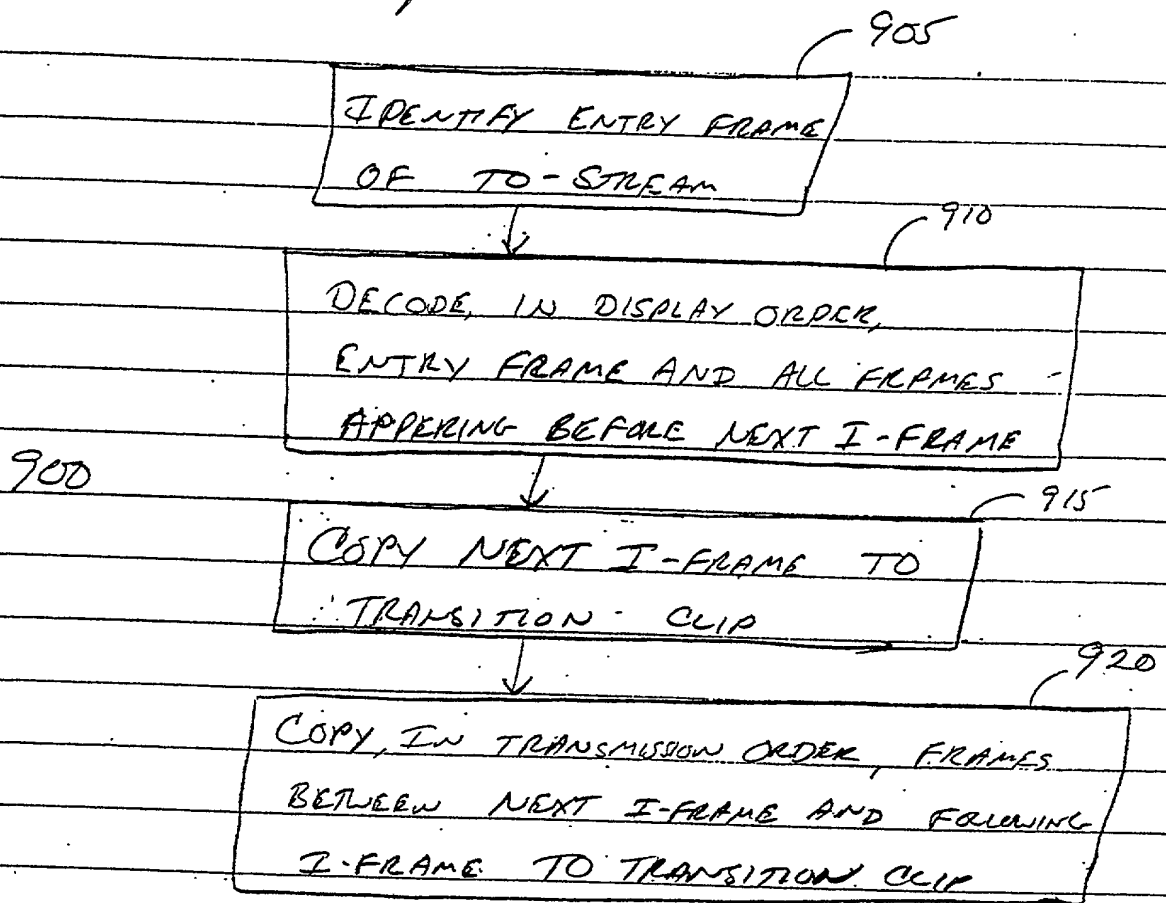 905
IDENTIFY ENTRY FRAME
OF TO-STREAM
910
DECODE, IN DISPLAY ORDER,
ENTRY FRAME AND ALL FRAMES
APPERING BEFORE NEXT I-FRAME
900
915
COPY NEXT I-FRAME TO
TRANSITION CLIP
920
COPY, IN TRANSMISSION ORDER, FRAMES
BETWEEN NEXT I-FRAME AND FOLLOWING
I-FRAME TO TRANSITION CLIP